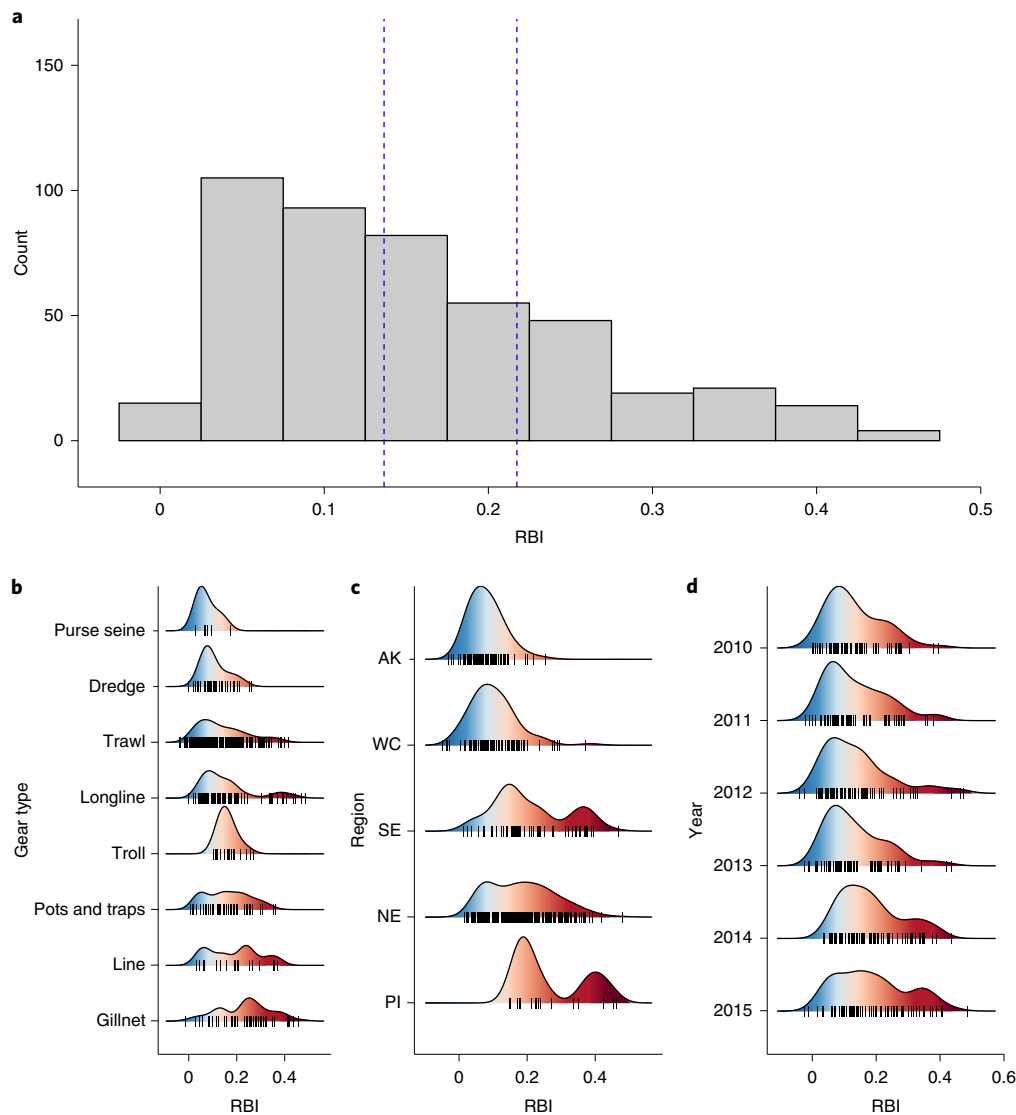 a
150
100
50
0
Count
0 0.1 0.2 0.3 0.4 0.5
RBI
b
Purse seine
Dredge
Trawl
Longline
Troll
Pots and traps
Line
Gillnet
Gear type
0 0.2 0.4
RBI
c
AK
WC
SE
NE
PI
Region
0 0.2 0.4
RBI
d
2010
2011
2012
2013
2014
2015
Year
0 0.2 0.4 0.6
RBI